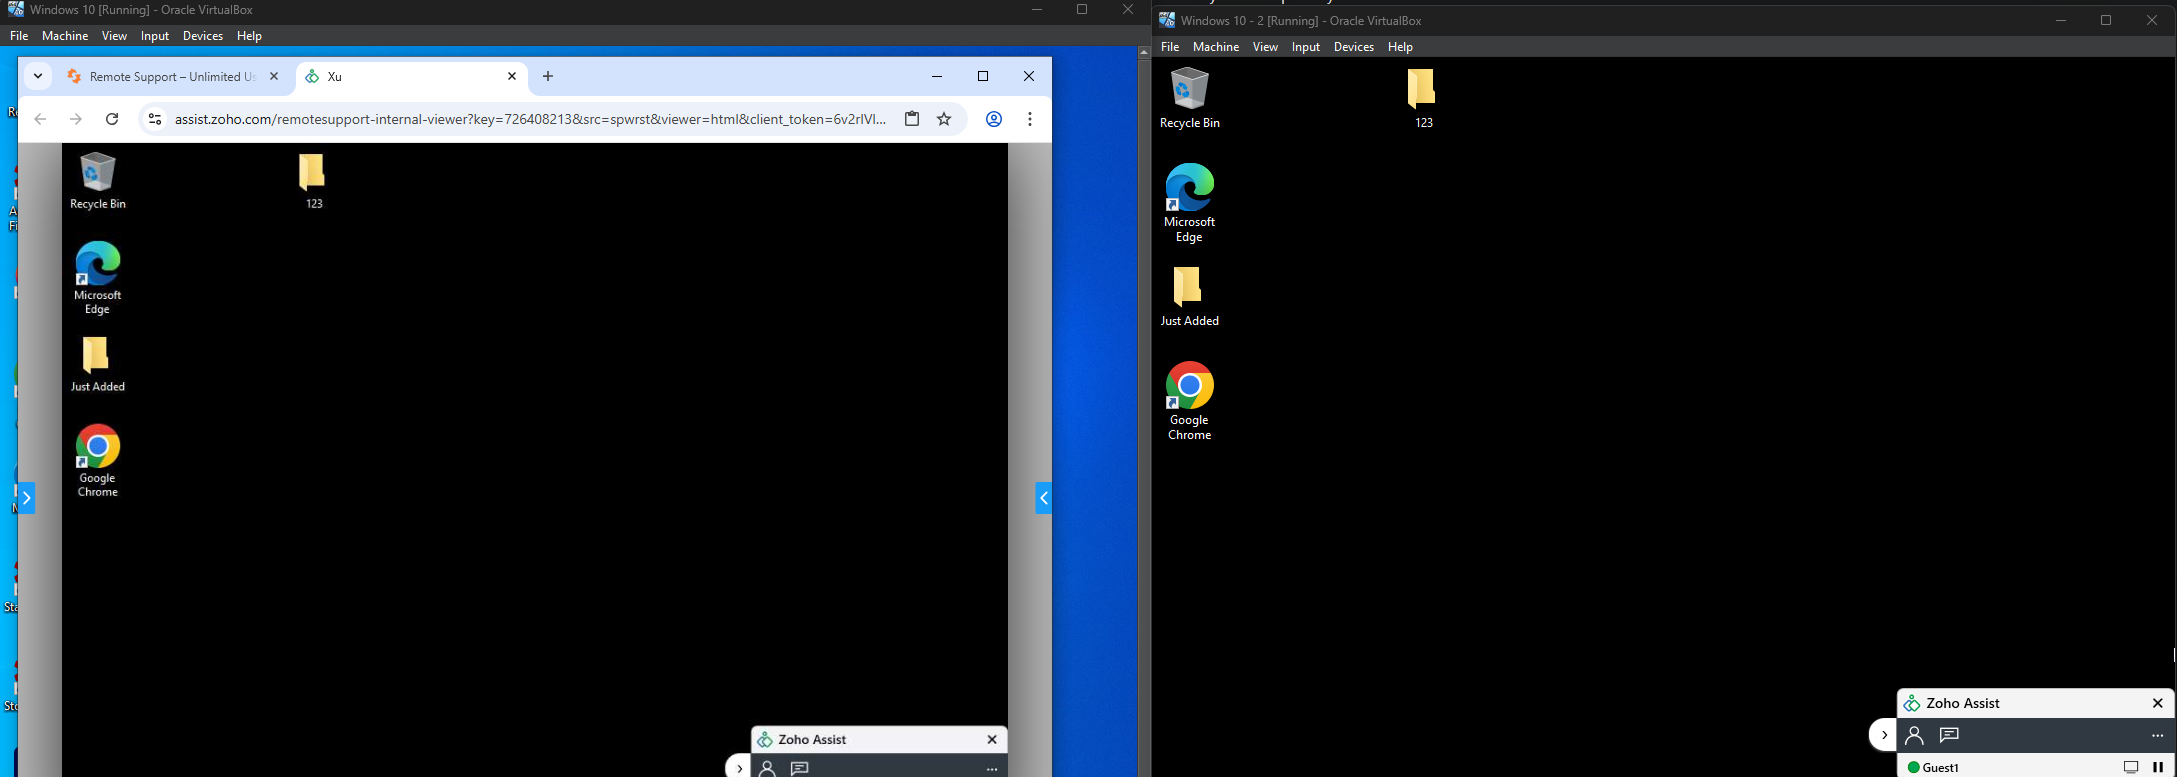 Windows 10 [Running] - Oracle VirtualBox
File Machine View Input Devices Help
Remote Support – Unlimited Us
Xu
assist.zoho.com/remotesupport-internal-viewer?key=726408213&src=spwrst&viewer=html&client_token=6v2rlVl...
Recycle Bin
123
Microsoft
Edge
Just Added
Google
Chrome
Zoho Assist
Windows 10 - 2 [Running] - Oracle VirtualBox
File Machine View Input Devices Help
Recycle Bin
123
Microsoft
Edge
Just Added
Google
Chrome
Zoho Assist
Guest1